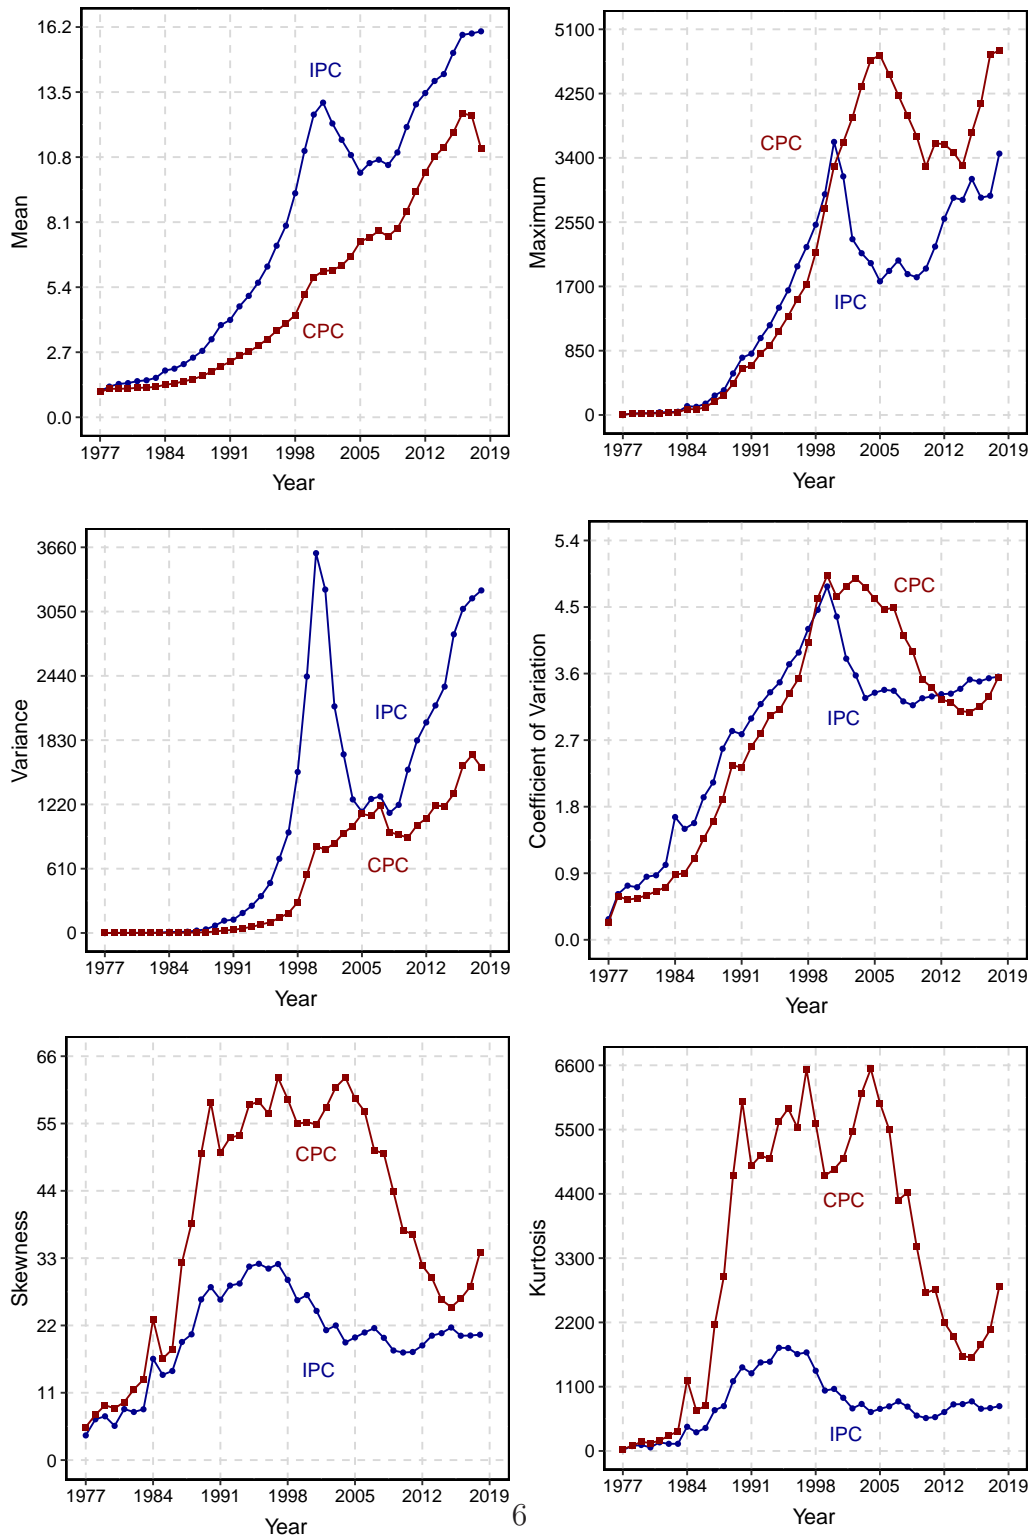 Mean
16.2
13.5
10.8
8.1
5.4
2.7
0.0
IPC
CPC
1977 1984 1991 1998 2005 2012 2019
Year
Maximum
5100
4250
3400
2550
1700
850
0
CPC
IPC
1977 1984 1991 1998 2005 2012 2019
Year
Variance
3660
3050
2440
1830
1220
610
0
IPC
CPC
1977 1984 1991 1998 2005 2012 2019
Year
Coefficient of Variation
5.4
4.5
3.6
2.7
1.8
0.9
0.0
CPC
IPC
1977 1984 1991 1998 2005 2012 2019
Year
Skewness
66
55
44
33
22
11
0
CPC
IPC
1977 1984 1991 1998 2005 2012 2019
Year
Kurtosis
6600
5500
4400
3300
2200
1100
0
CPC
IPC
1977 1984 1991 1998 2005 2012 2019
Year
6